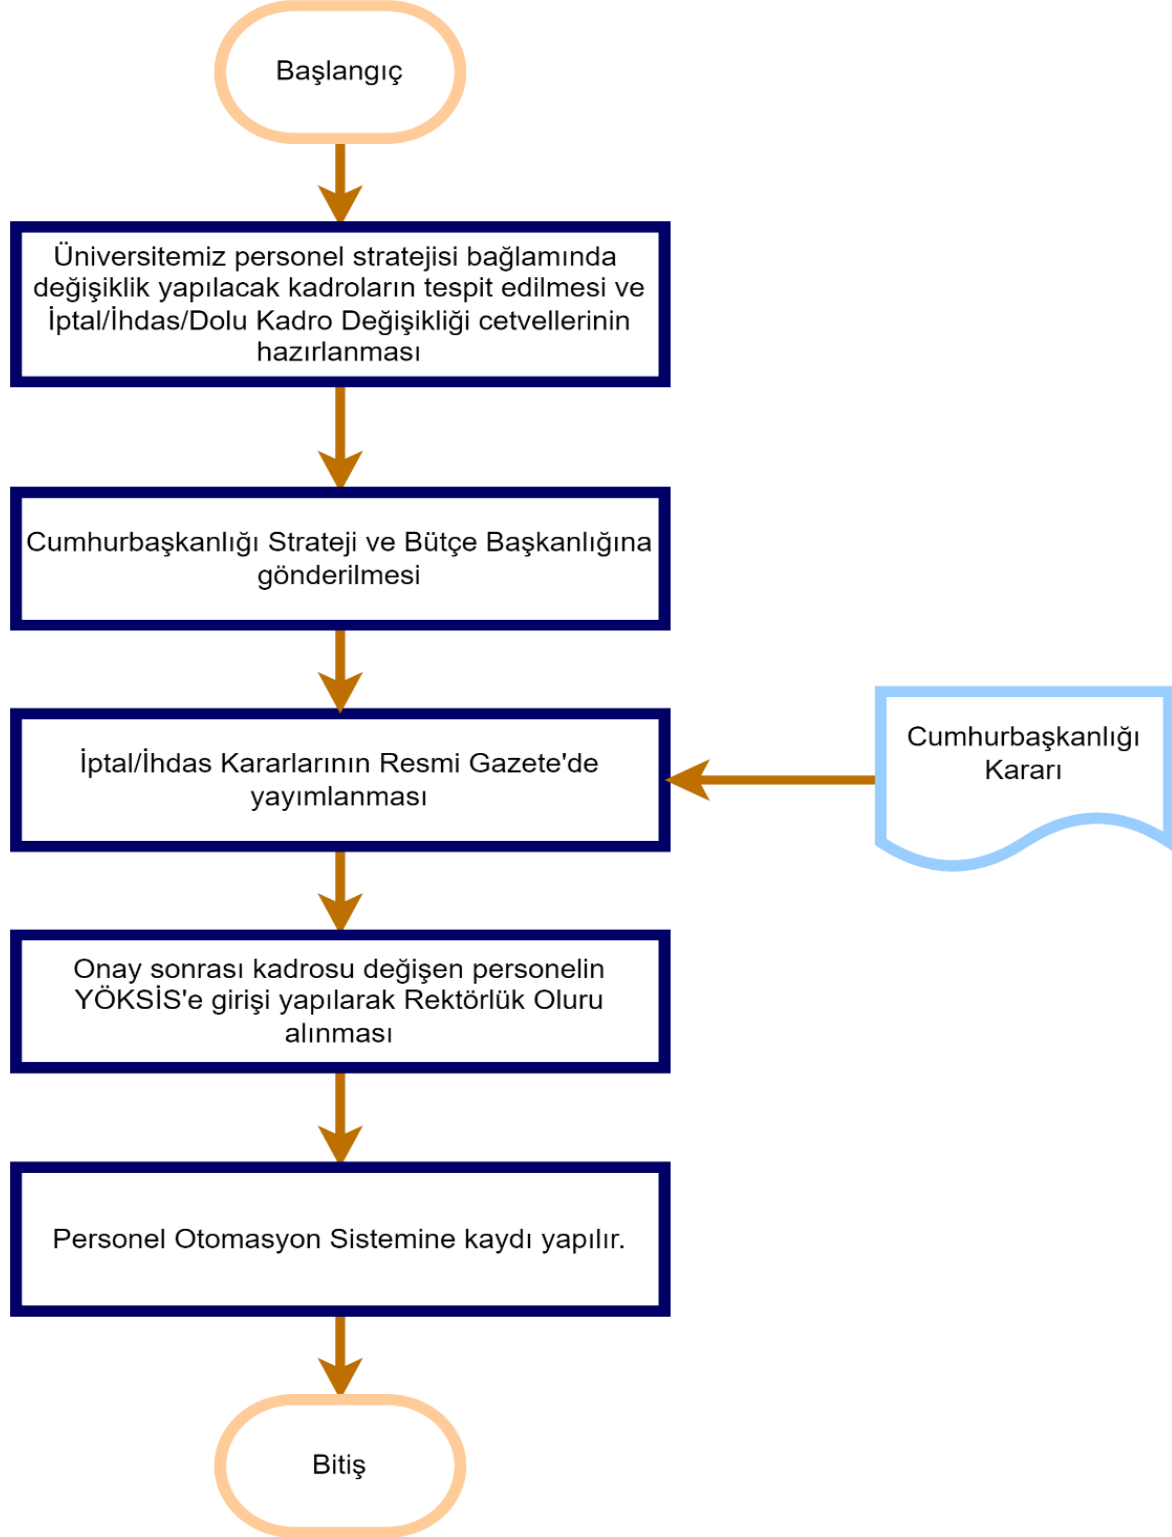 Başlangıç
Üniversitemiz personel stratejisi bağlamında
değişiklik yapılacak kadroların tespit edilmesi ve
İptal/İhdas/Dolu Kadro Değişikliği cetvellerinin
hazırlanması
Cumhurbaşkanlığı Strateji ve Bütçe Başkanlığına
gönderilmesi
İptal/İhdas Kararlarının Resmi Gazete'de
yayımlanması
Cumhurbaşkanlığı
Kararı
Onay sonrası kadrosu değişen personelin
YÖKSİS'e girişi yapılarak Rektörlük Oluru
alınması
Personel Otomasyon Sistemine kaydı yapılır.
Bitiş